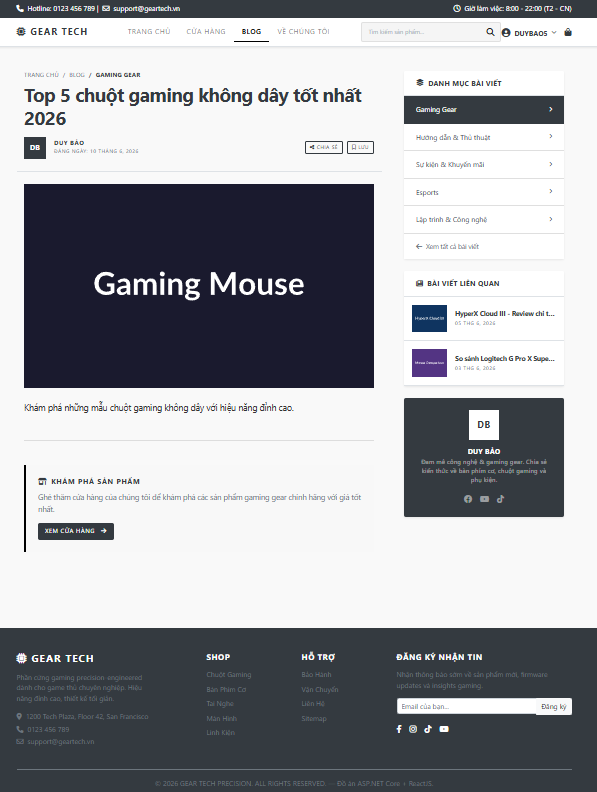 Hotline: 0123 456 789 | support@geartech.vn
Giờ làm việc: 8:00 - 22:00 (T2 - CN)
GEAR TECH
TRANG CHỦ
CỬA HÀNG
BLOG
VỀ CHÚNG TÔI
Tìm kiếm sản phẩm...
DUYBAO5
TRANG CHỦ / BLOG / GAMING GEAR
Top 5 chuột gaming không dây tốt nhất
2026
DB
DUY BẢO
ĐĂNG NGÀY: 10 THÁNG 6, 2026
CHIA SẺ
LƯU
Gaming Mouse
Khám phá những mẫu chuột gaming không dây với hiệu năng đỉnh cao.
KHÁM PHÁ SẢN PHẨM
Ghé thăm cửa hàng của chúng tôi để khám phá các sản phẩm gaming gear chính hãng với giá tốt
nhất.
XEM CỬA HÀNG
DANH MỤC BÀI VIẾT
Gaming Gear
Hướng dẫn & Thủ thuật
Sự kiện & Khuyến mãi
Esports
Lập trình & Công nghệ
Xem tất cả bài viết
BÀI VIẾT LIÊN QUAN
HyperX Cloud III
HyperX Cloud III - Review chi t...
05 THG 6, 2026
So sánh Logitech G Pro X Supe...
03 THG 6, 2026
DB
DUY BẢO
Đam mê công nghệ & gaming gear. Chia sẻ
kiến thức về bàn phím cơ, chuột gaming và
phụ kiện.
GEAR TECH
Phần cứng gaming precision-engineered
dành cho game thủ chuyên nghiệp. Hiệu
năng đỉnh cao, thiết kế tối giản.
1200 Tech Plaza, Floor 42, San Francisco
0123 456 789
support@geartech.vn
SHOP
Chuột Gaming
Bàn Phím Cơ
Tai Nghe
Màn Hình
Linh Kiện
HỖ TRỢ
Bảo Hành
Vận Chuyển
Liên Hệ
Sitemap
ĐĂNG KÝ NHẬN TIN
Nhận thông báo sớm về sản phẩm mới, firmware
updates và insights gaming.
Email của bạn...
Đăng ký
© 2026 GEAR TECH PRECISION. ALL RIGHTS RESERVED. — Đồ án ASP.NET Core + ReactJS